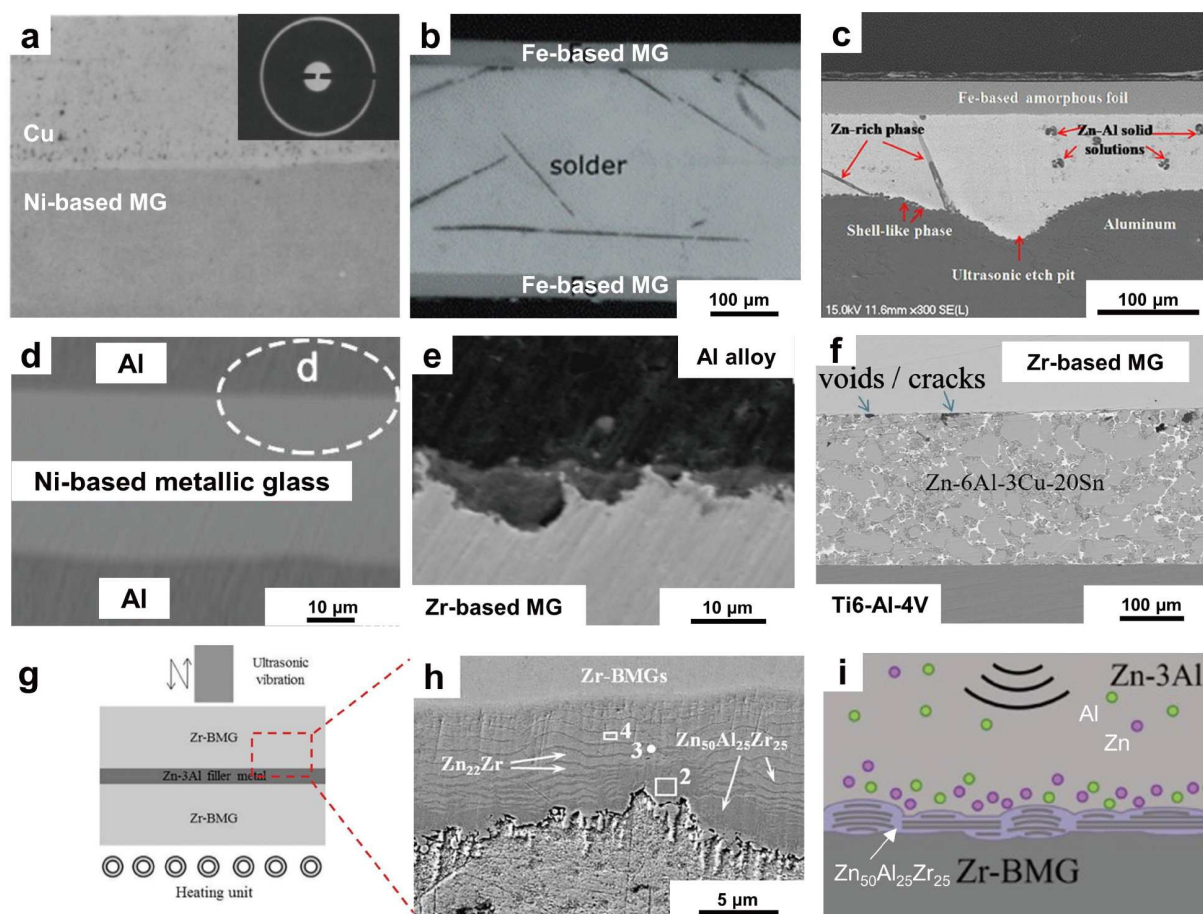 a
Cu
Ni-based MG
b
Fe-based MG
solder
Fe-based MG
100 μm
c
Fe-based amorphous foil
Zn-rich phase
Zn-Al solid
solutions
Shell-like phase
Aluminum
Ultrasonic etch pit
15.0kV 11.6mm x300 SE(L)
100 μm
d
Al
d
Ni-based metallic glass
Al
10 μm
e
Al alloy
Zr-based MG
10 μm
f
Zr-based MG
voids / cracks
Zn-6Al-3Cu-20Sn
Ti6-Al-4V
100 μm
g
Ultrasonic
vibration
Zr-BMG
Zn-3Al filler metal
Zr-BMG
Heating unit
h
Zr-BMGs
4
3
Zn₅₀Al₂₅Zr₂₅
Zn₂₂Zr
2
5 μm
i
Zn-3Al
Al
Zn
Zn₅₀Al₂₅Zr₂₅
Zr-BMG